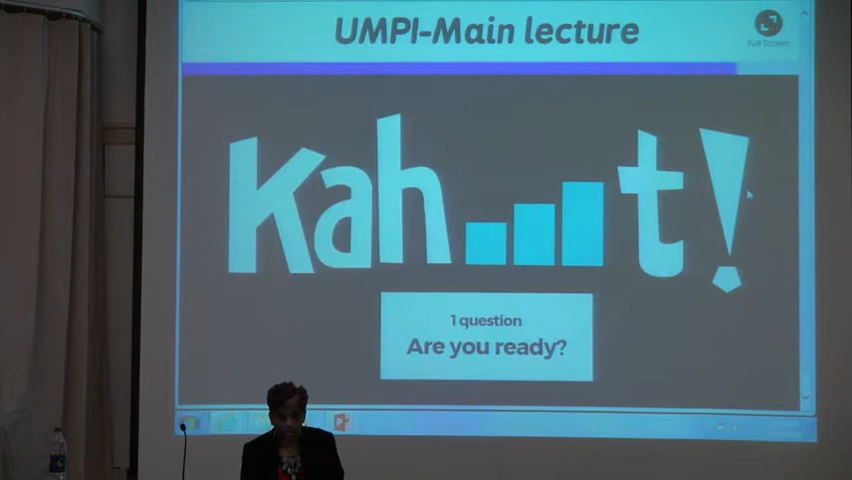 UMPI-Main lecture
Full Screen
Kah t!
1 question
Are you ready?